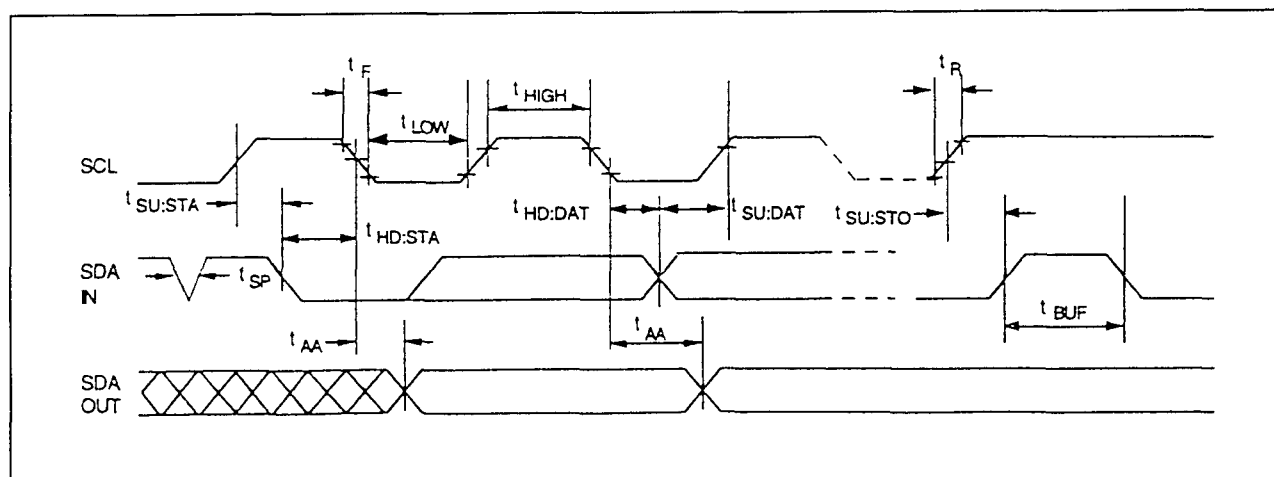 t F
t R
t HIGH
t LOW
SCL
t SU:STA
t HD:DAT
t SU:DAT
t SU:STO
t HD:STA
SDA
IN
t SP
t BUF
t AA
t AA
SDA
OUT